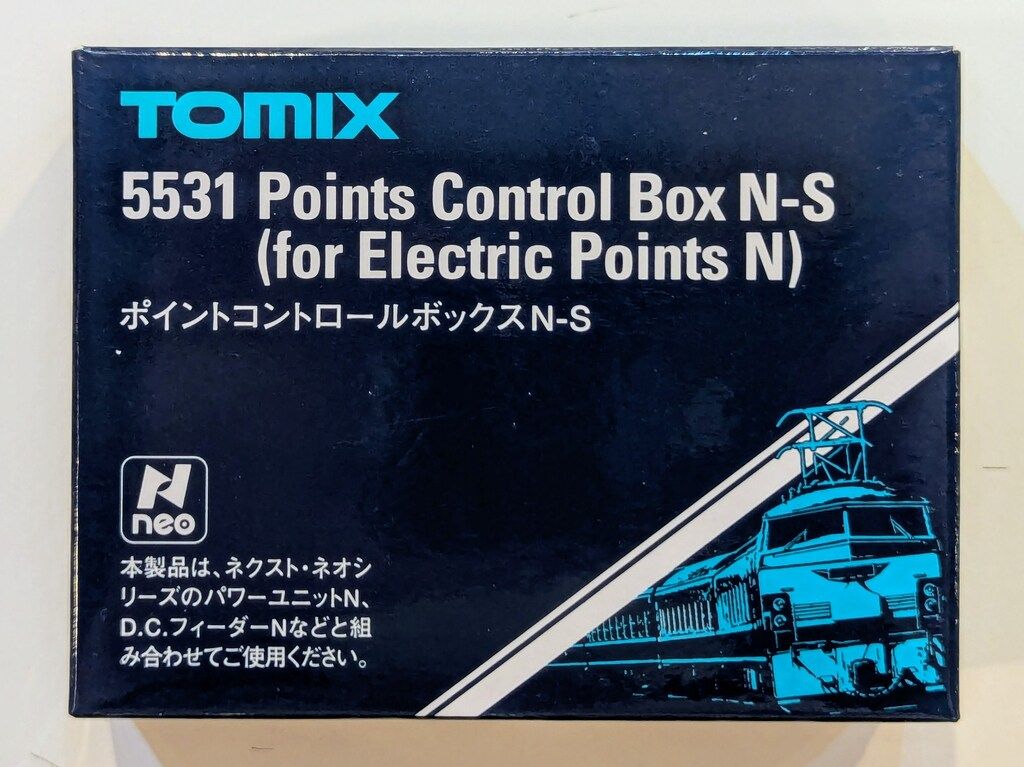 TOMIX
5531 Points Control Box N-S
(for Electric Points N)
ポイントコントロールボックスN-S
N
neo
本製品は、ネクスト・ネオシ
リーズのパワーユニットN、
D.C.フィーダーNなどと組
み合わせてご使用ください。